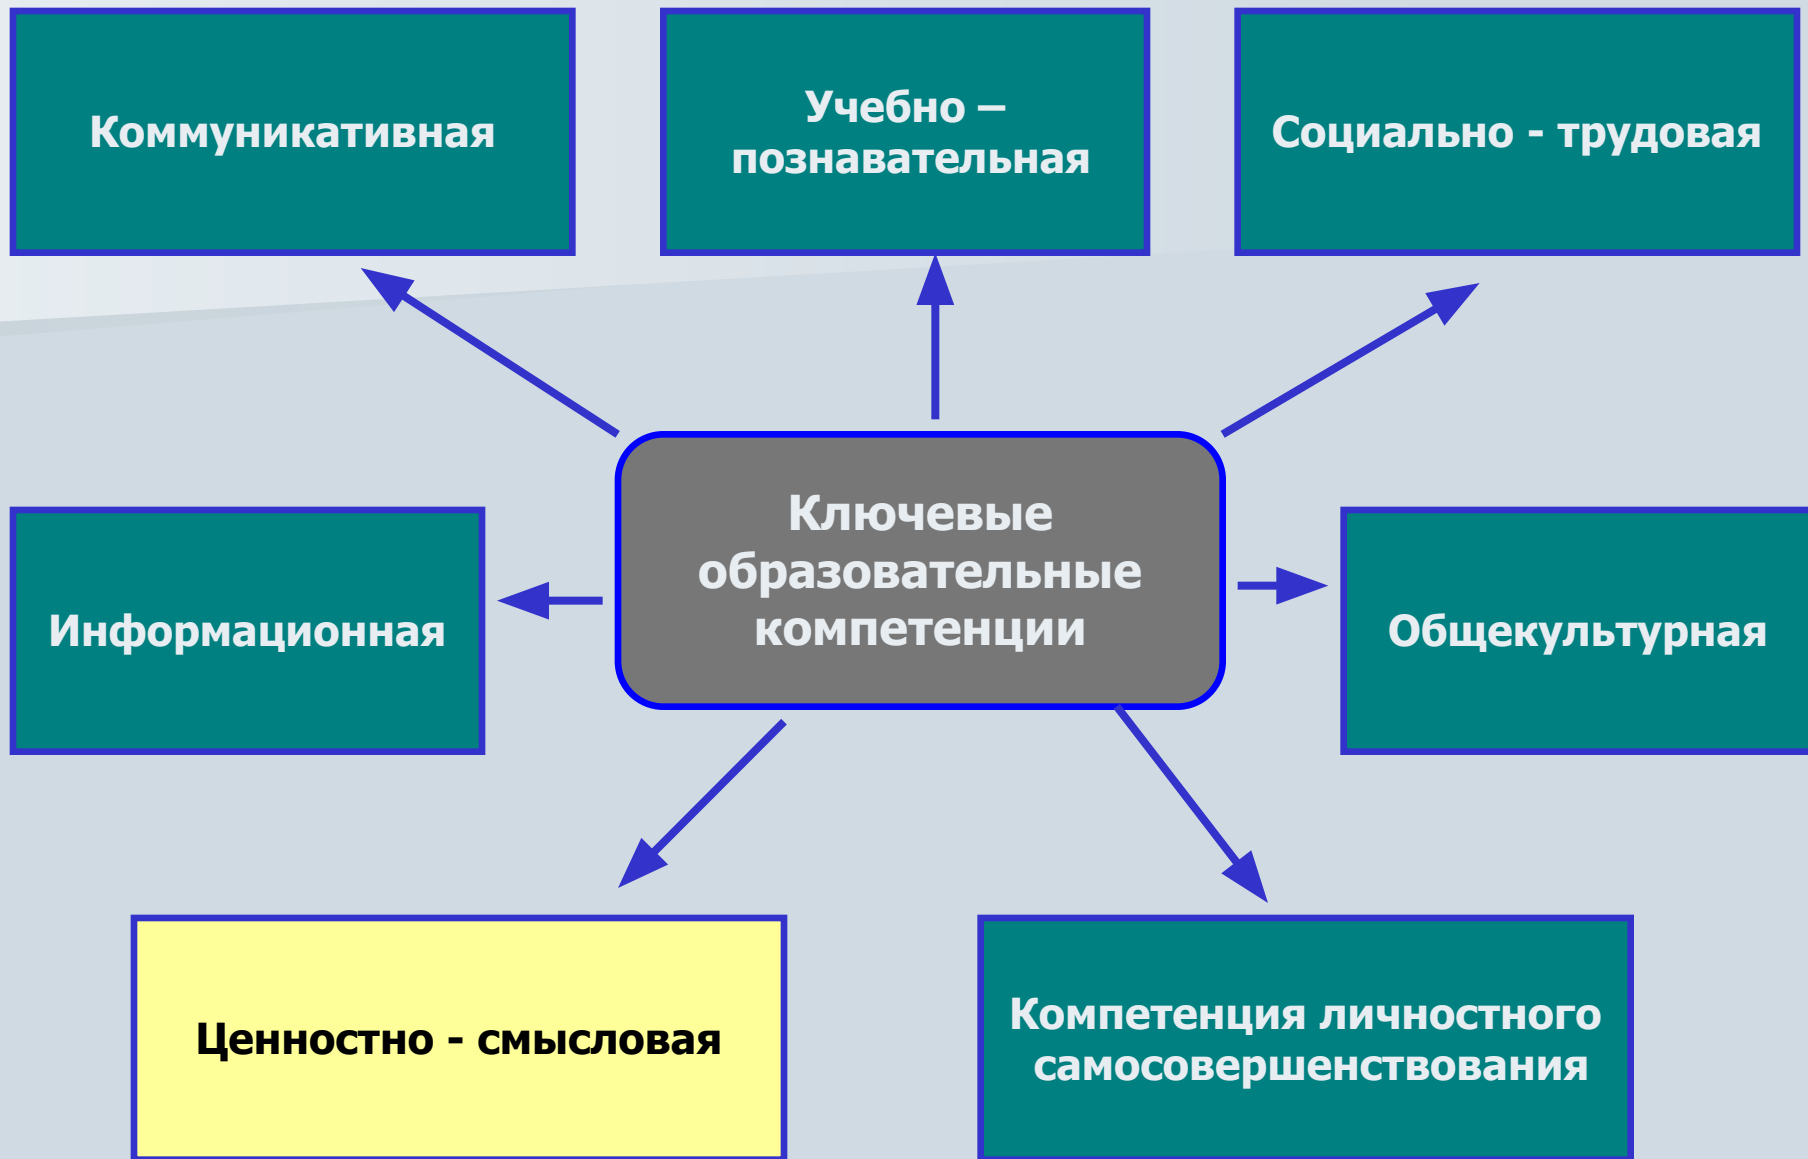 Коммуникативная
Учебно –
познавательная
Социально - трудовая
Ключевые
образовательные
компетенции
Информационная
Общекультурная
Ценностно - смысловая
Компетенция личностного
самосовершенствования